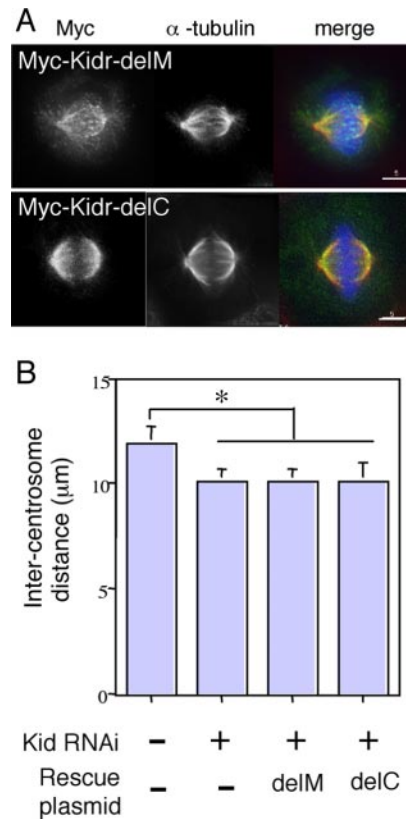 A
Myc α -tubulin merge
Myc-Kidr-delM
Myc-Kidr-delC
B
Inter-centrosome
distance (μm)
15
*
10
5
0
Kid RNAi – + + +
Rescue – – delM delC
plasmid